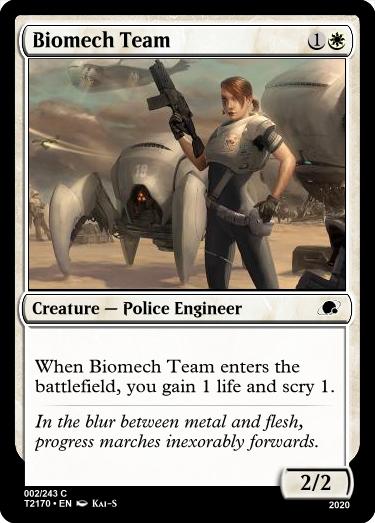 Biomech Team 1
19
Creature — Police Engineer
When Biomech Team enters the
battlefield, you gain 1 life and scry 1.
In the blur between metal and flesh,
progress marches inexorably forwards.
2/2
002/243 C
T2170 • EN Kai-S
2020